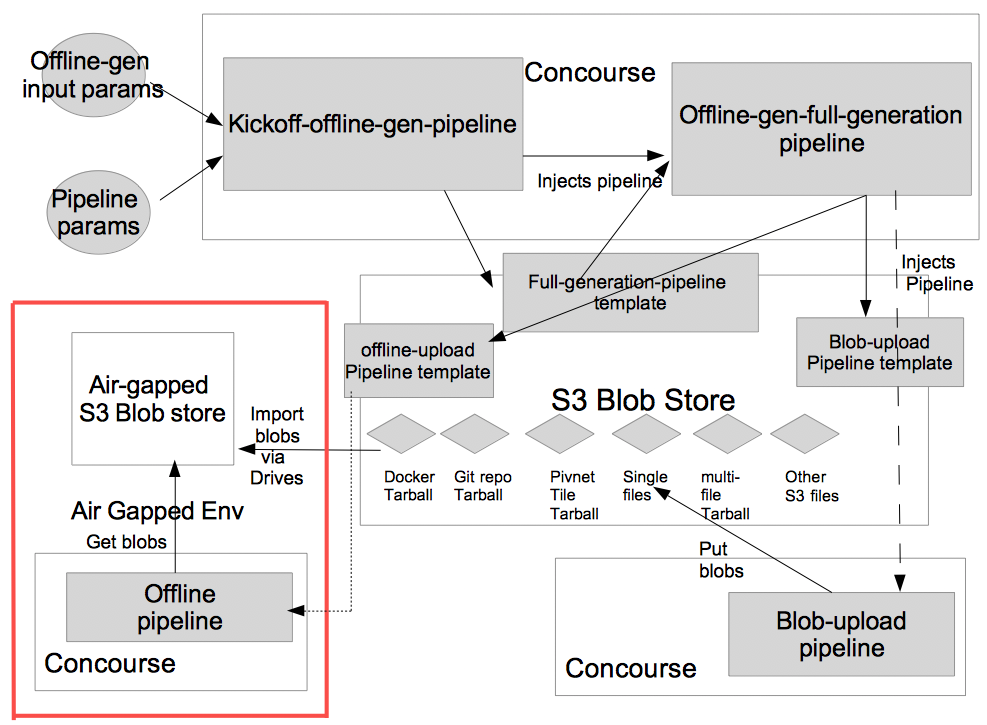 Offline-gen
input params
Concourse
Kickoff-offline-gen-pipeline
Offline-gen-full-generation
pipeline
Injects pipeline
Pipeline
params
Injects
Pipeline
Full-generation-pipeline
template
offline-upload
Pipeline template
Blob-upload
Pipeline template
Air-gapped
S3 Blob store
S3 Blob Store
Import
blobs
via
Drives
Docker
Tarball
Git repo
Tarball
Pivnet
Tile
Tarball
Single
files
multi-
file
Tarball
Other
S3 files
Air Gapped Env
Get blobs
Put
blobs
Offline
pipeline
Concourse
Blob-upload
pipeline
Concourse